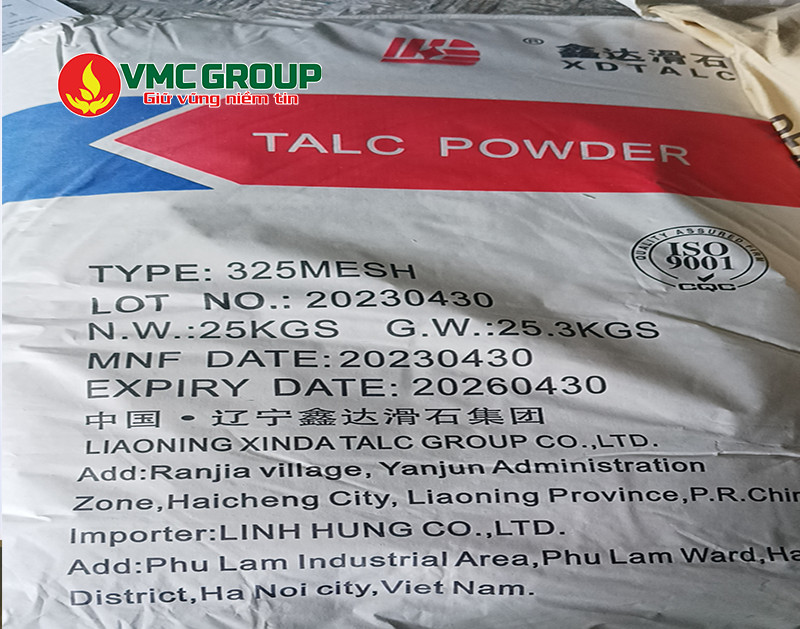 VMC GROUP
Giữ vững niềm tin
LKS ®
鑫达滑石
XDTALC
TALC POWDER
QUALITY ASSURED FIRM
ISO
9001
CQC
TYPE: 325MESH
LOT NO.: 20230430
N.W.:25KGS G.W.:25.3KGS
MNF DATE:20230430
EXPIRY DATE: 20260430
中国·辽宁鑫达滑石集团
LIAONING XINDA TALC GROUP CO.,LTD.
Add:Ranjia village, Yanjun Administration
Zone,Haicheng City, Liaoning Province,P.R.Chin
Importer:LINH HUNG CO.,LTD.
Add:Phu Lam Industrial Area,Phu Lam Ward,Ha
District,Ha Noi city,Viet Nam.